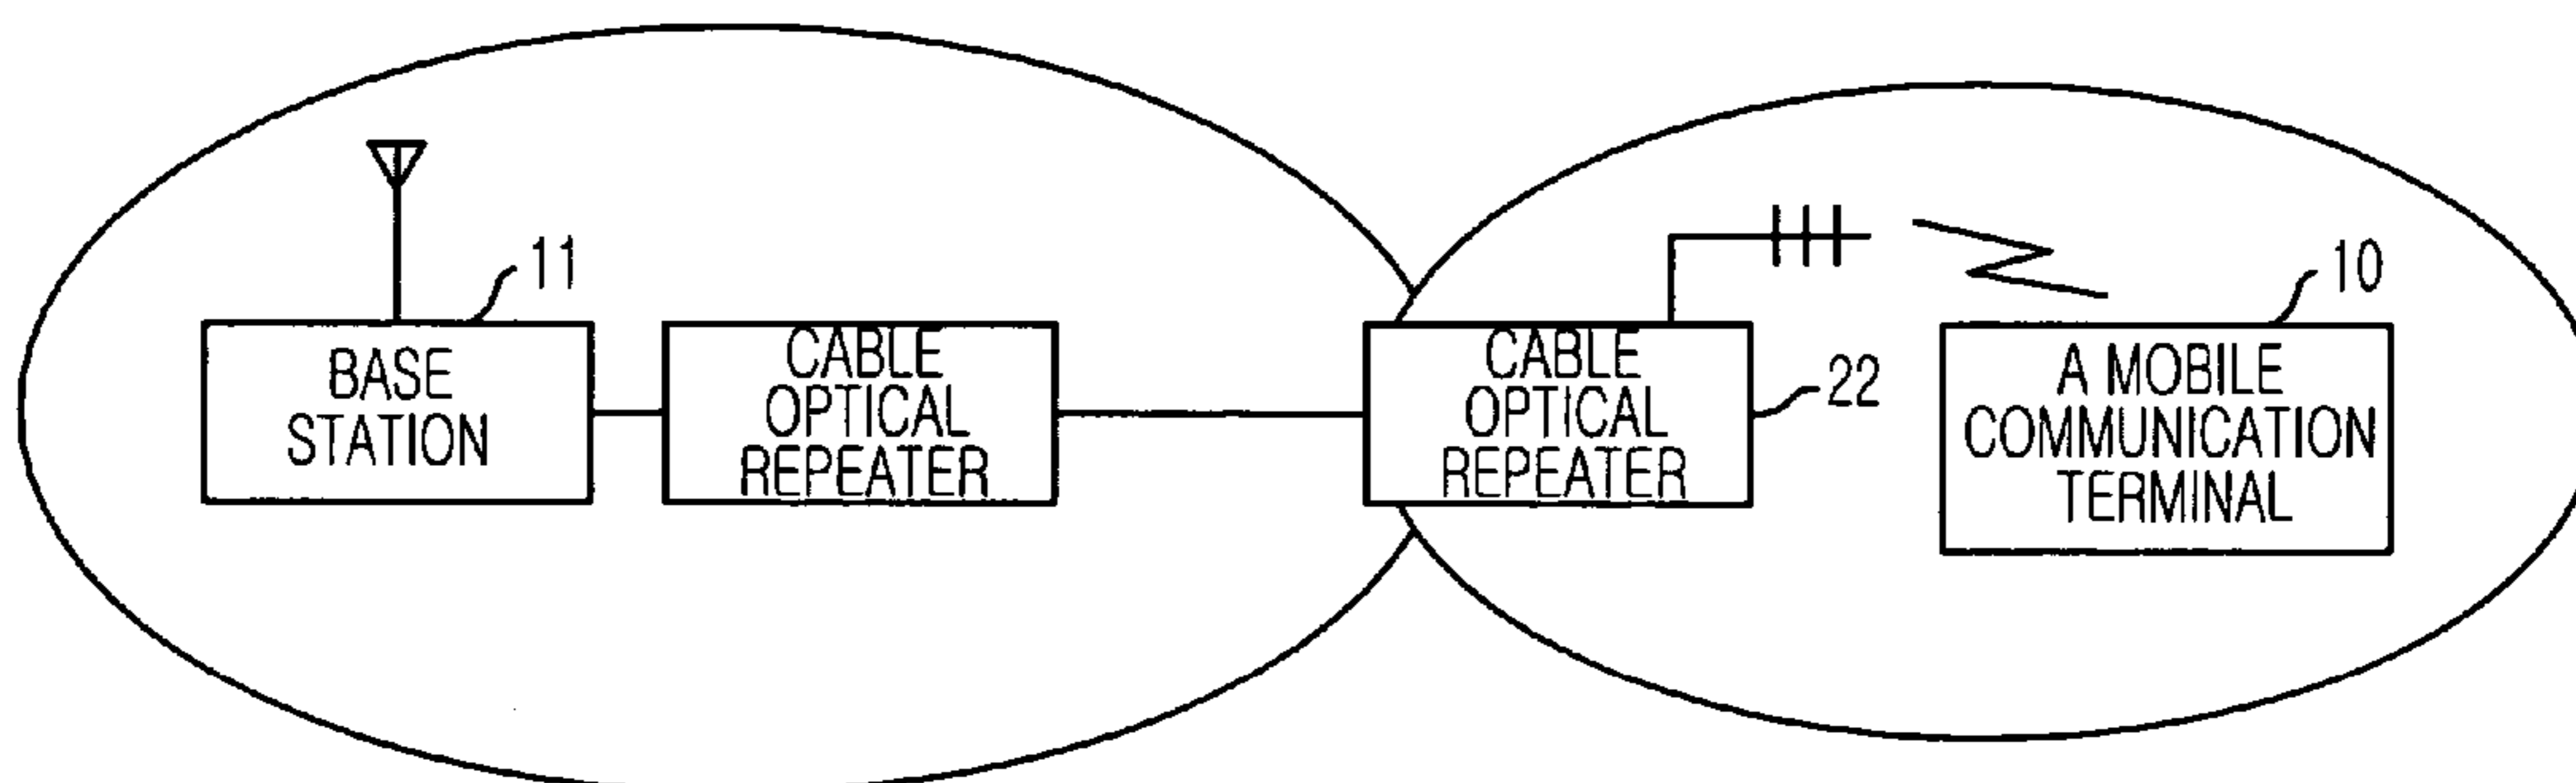 11
10
BASE
STATION
CABLE
OPTICAL
REPEATER
CABLE
OPTICAL
REPEATER
22
A MOBILE
COMMUNICATION
TERMINAL